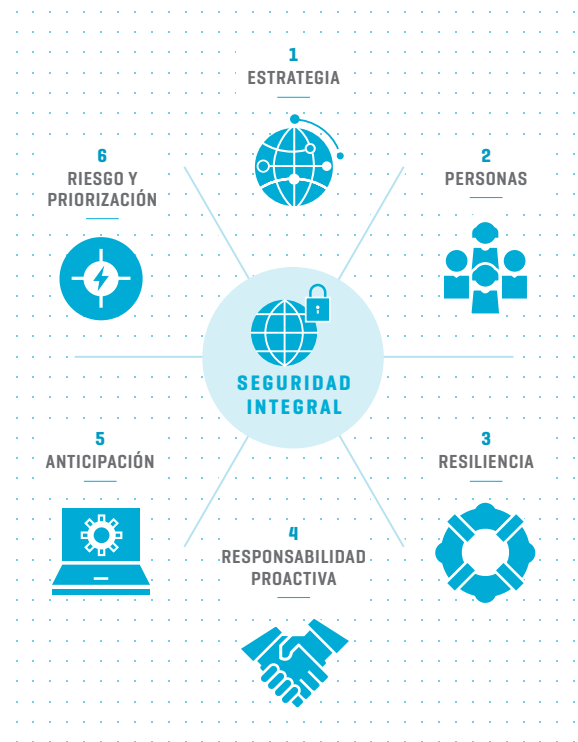 1
ESTRATEGIA
2
PERSONAS
3
RESILIENCIA
4
RESPONSABILIDAD
PROACTIVA
5
ANTICIPACIÓN
6
RIESGO Y
PRIORIZACIÓN
SEGURIDAD
INTEGRAL